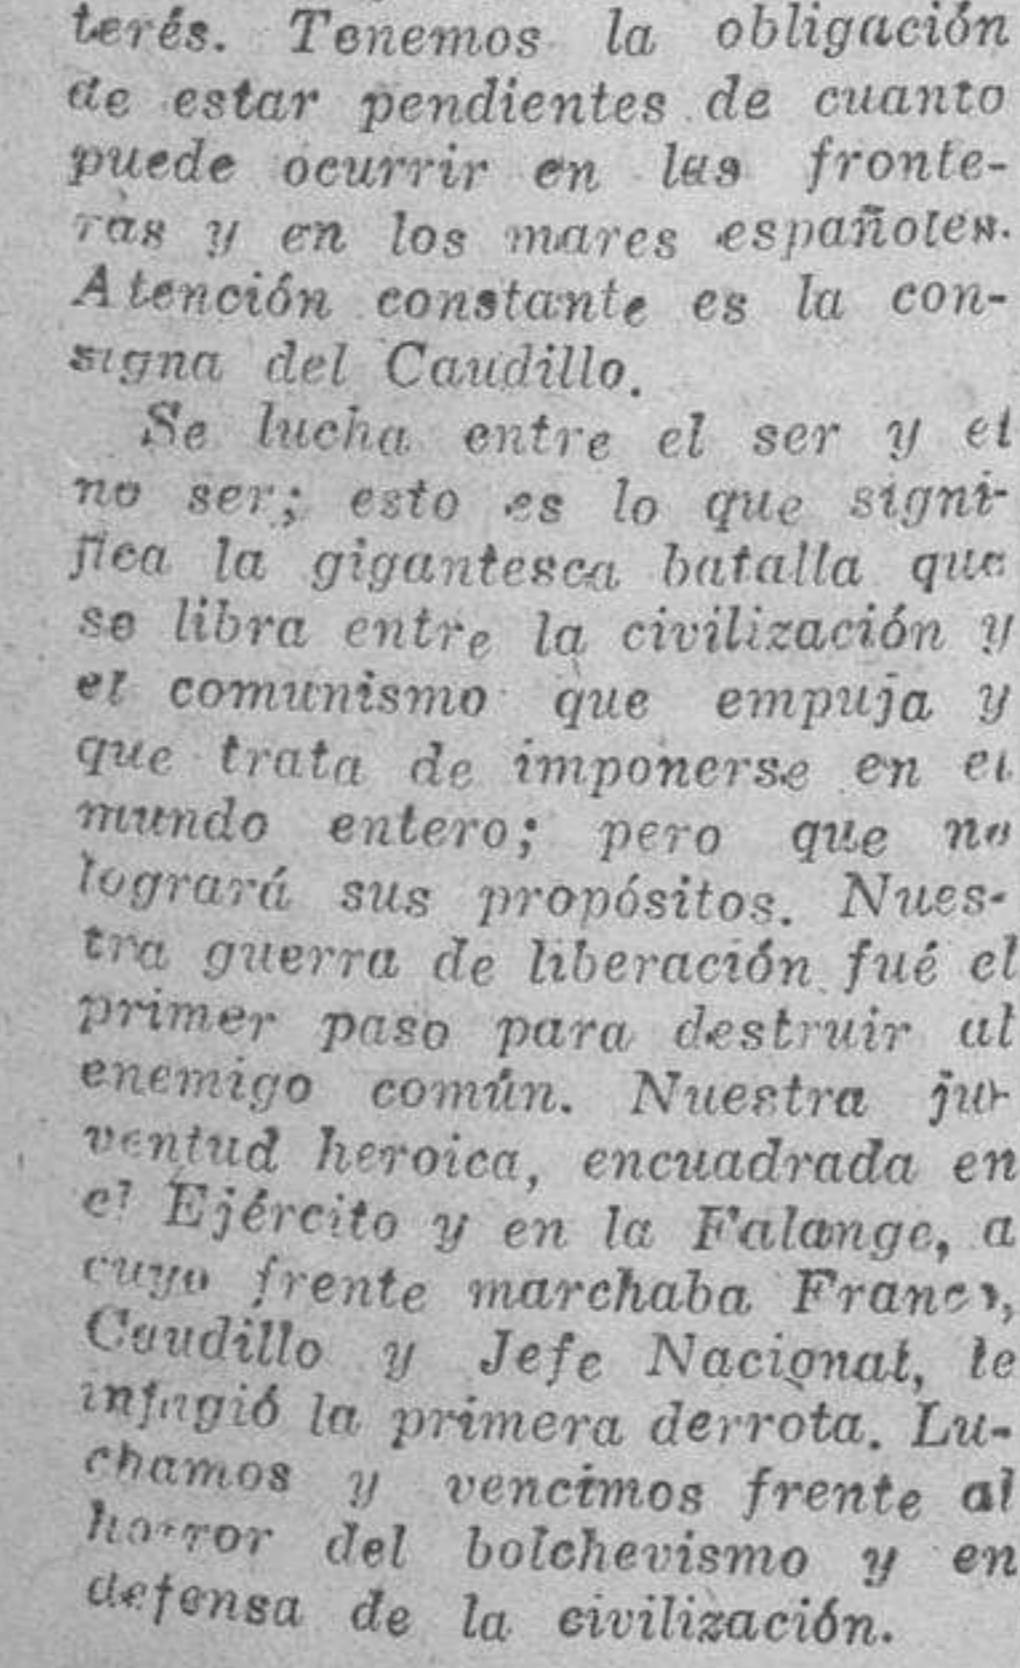 terés. Tenemos la obligación
de estar pendientes de cuanto
puede ocurrir en las fronte-
ras y en los mares españoles.
Atención constante es la con-
signa del Caudillo.
Se lucha entre el ser y el
no ser; esto es lo que signi-
fica la gigantesca batalla que
se libra entre la civilización y
el comunismo que empuja y
que trata de imponerse en el
mundo entero; pero que no
logrará sus propósitos. Nues-
tra guerra de liberación fué el
primer paso para destruir al
enemigo común. Nuestra ju-
ventud heroica, encuadrada en
el Ejército y en la Falange, a
cuyo frente marchaba Franco,
Caudillo y Jefe Nacional, le
infligió la primera derrota. Lu-
chamos y vencimos frente al
horror del bolchevismo y en
defensa de la civilización.